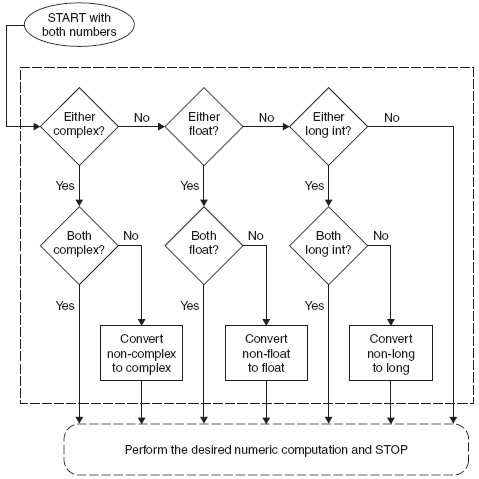 START with
both numbers
Either
complex?
No
Either
float?
No
Either
long int?
No
Yes
Yes
Yes
Both
complex?
No
Both
float?
No
Both
long int?
No
Yes
Yes
Yes
Convert
non-complex
to complex
Convert
non-float
to float
Convert
non-long
to long
Perform the desired numeric computation and STOP